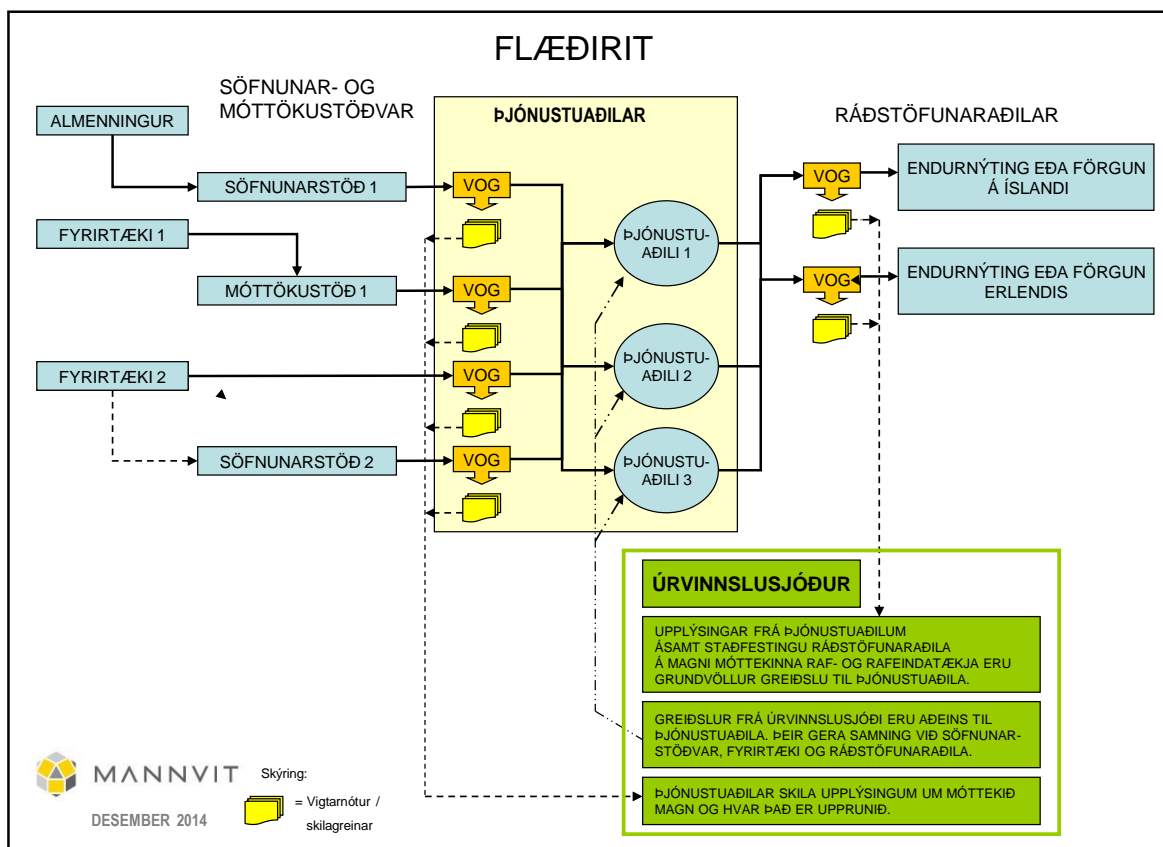 FLÆÐIRIT
SÖFNUNAR- OG
MÓTTÖKUSTÖÐVAR
ÞJÓNUSTUAÐILAR
RÁÐSTÖFUNARAÐILAR
ALMENNINGUR
SÖFNUNARSTÖÐ 1
FYRIRTÆKI 1
MÓTTÖKUSTÖÐ 1
FYRIRTÆKI 2
SÖFNUNARSTÖÐ 2
VOG
VOG
VOG
VOG
ÞJÓNUSTU-
AÐILI 1
ÞJÓNUSTU-
AÐILI 2
ÞJÓNUSTU-
AÐILI 3
VOG
VOG
ENDURNÝTING EÐA FÖRGUN
Á ÍSLANDI
ENDURNÝTING EÐA FÖRGUN
ERLENDIS
ÚRVINNSLUSJÓÐUR
UPPLÝSINGAR FRÁ ÞJÓNUSTUAÐILUM
ÁSAMT STAÐFESTINGU RÁÐSTÖFUNARAÐILA
Á MAGNI MÓTTEKINNA RAF- OG RAFEINDATÆKJA ERU
GRUNDVÖLLUR GREIÐSLU TIL ÞJÓNUSTUAÐILA.
GREIÐSLUR FRÁ ÚRVINNSLUSJÓÐI ERU AÐEINS TIL
ÞJÓNUSTUAÐILA. ÞEIR GERA SAMNING VIÐ SÖFNUNAR-
STÖÐVAR, FYRIRTÆKI OG RÁÐSTÖFUNARAÐILA.
ÞJÓNUSTUAÐILAR SKILA UPPLÝSINGUM UM MÓTTEKIÐ
MAGN OG HVAR ÞAÐ ER UPPRUNIÐ.
MANNVIT
DESEMBER 2014
Skýring:
= Vigtarnótur /
skilagreinar